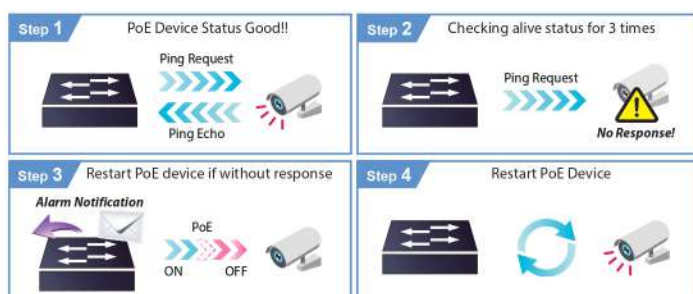 Step 1
PoE Device Status Good!!
Ping Request
Ping Echo
Step 2
Checking alive status for 3 times
Ping Request
No Response!
Step 3
Restart PoE device if without response
Alarm Notification
PoE
ON
OFF
Step 4
Restart PoE Device